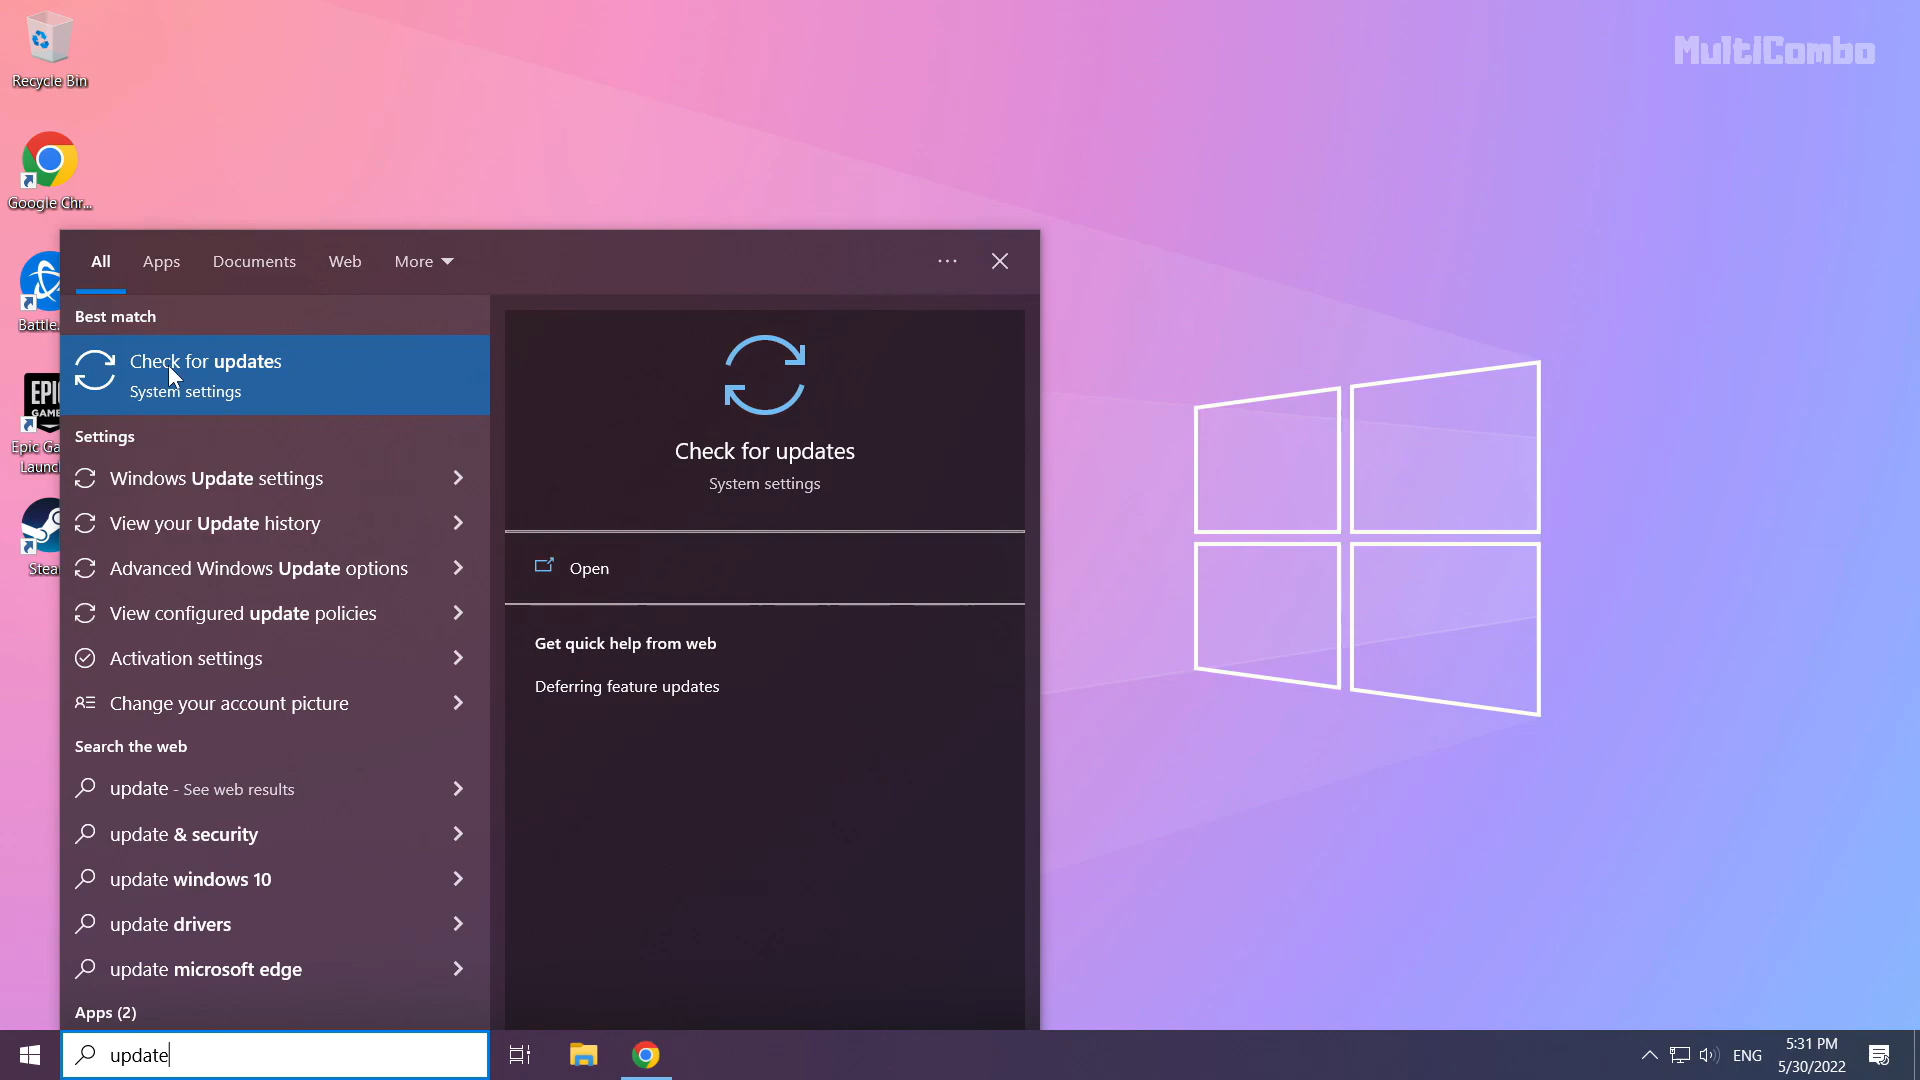 MultiCombo
Recycle Bin
Google Chr...
Battle.
EPIC
GAME
Epic Ga
Launc
Stea
All
Apps
Documents
Web
More
Best match
Check for updates
System settings
Settings
Windows Update settings
View your Update history
Advanced Windows Update options
View configured update policies
Activation settings
Change your account picture
Search the web
update - See web results
update & security
update windows 10
update drivers
update microsoft edge
Apps (2)
Check for updates
System settings
Open
Get quick help from web
Deferring feature updates
update
ENG
5:31 PM
5/30/2022